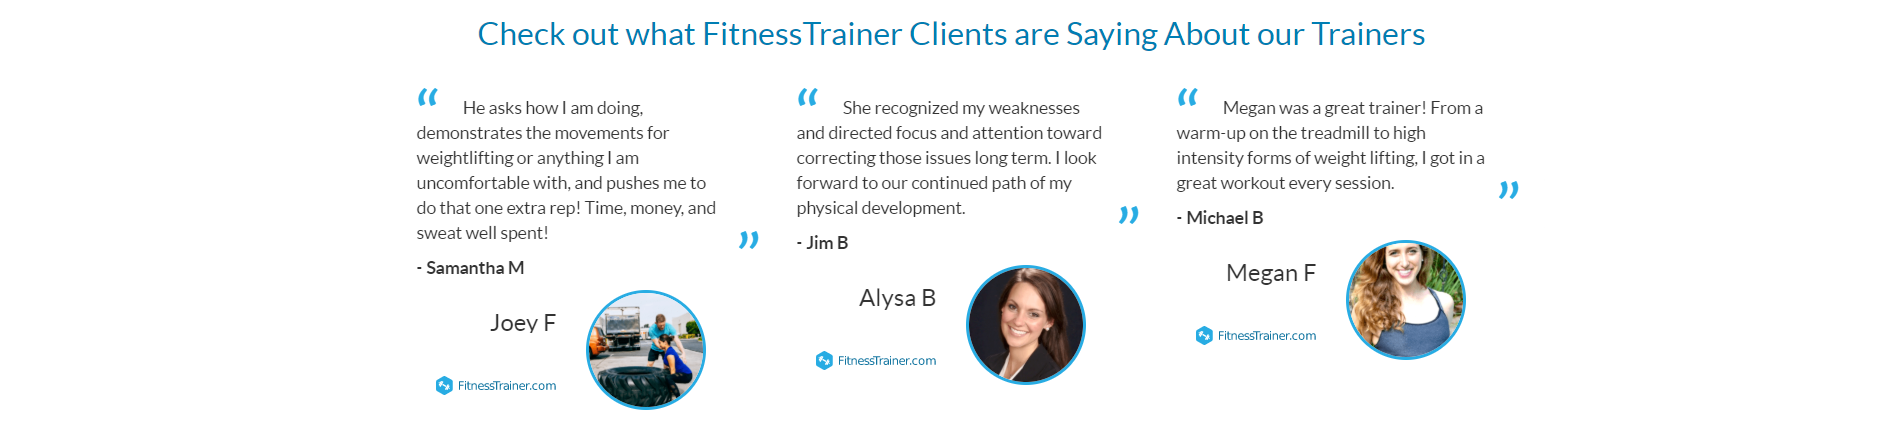 Check out what FitnessTrainer Clients are Saying About our Trainers
“ He asks how I am doing,
demonstrates the movements for
weightlifting or anything I am
uncomfortable with, and pushes me to
do that one extra rep! Time, money, and
sweat well spent! ”
- Samantha M
Joey F
FitnessTrainer.com
“ She recognized my weaknesses
and directed focus and attention toward
correcting those issues long term. I look
forward to our continued path of my
physical development. ”
- Jim B
Alysa B
FitnessTrainer.com
“ Megan was a great trainer! From a
warm-up on the treadmill to high
intensity forms of weight lifting, I got in a
great workout every session. ”
- Michael B
Megan F
FitnessTrainer.com